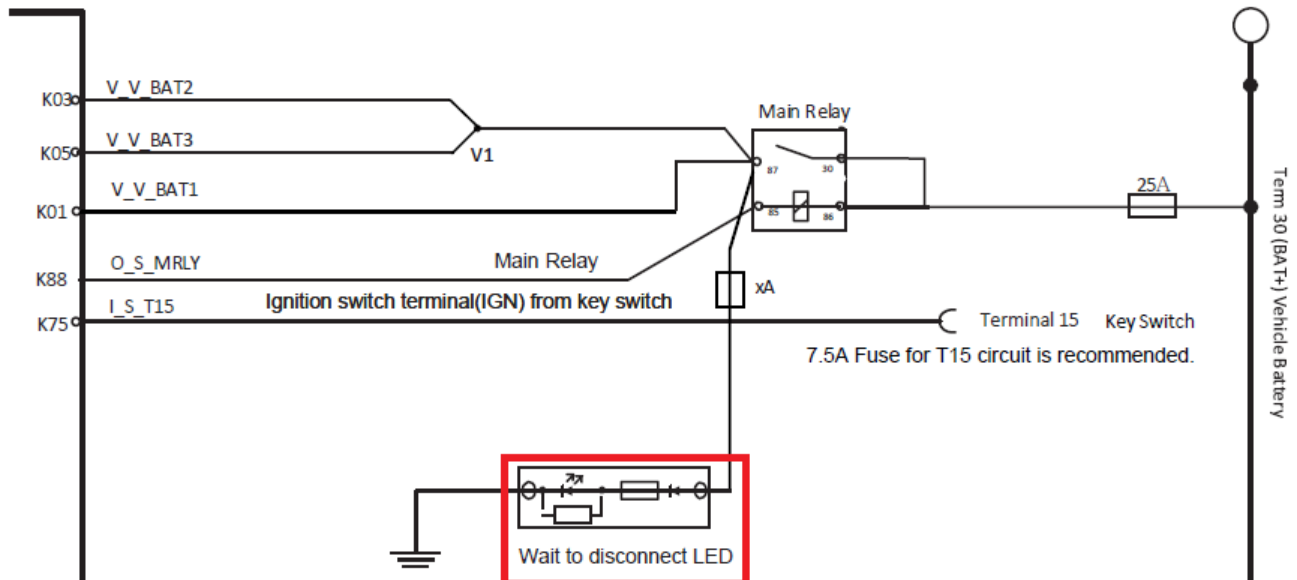 V_V_BAT2
K03
V_V_BAT3
K05
V1
V_V_BAT1
K01
Main Relay
87
30
85
86
25A
Term 30 (BAT+) Vehicle Battery
O_S_MRLY
Main Relay
K88
xA
I_S_T15
Ignition switch terminal(IGN) from key switch
K75
Terminal 15 Key Switch
7.5A Fuse for T15 circuit is recommended.
Wait to disconnect LED